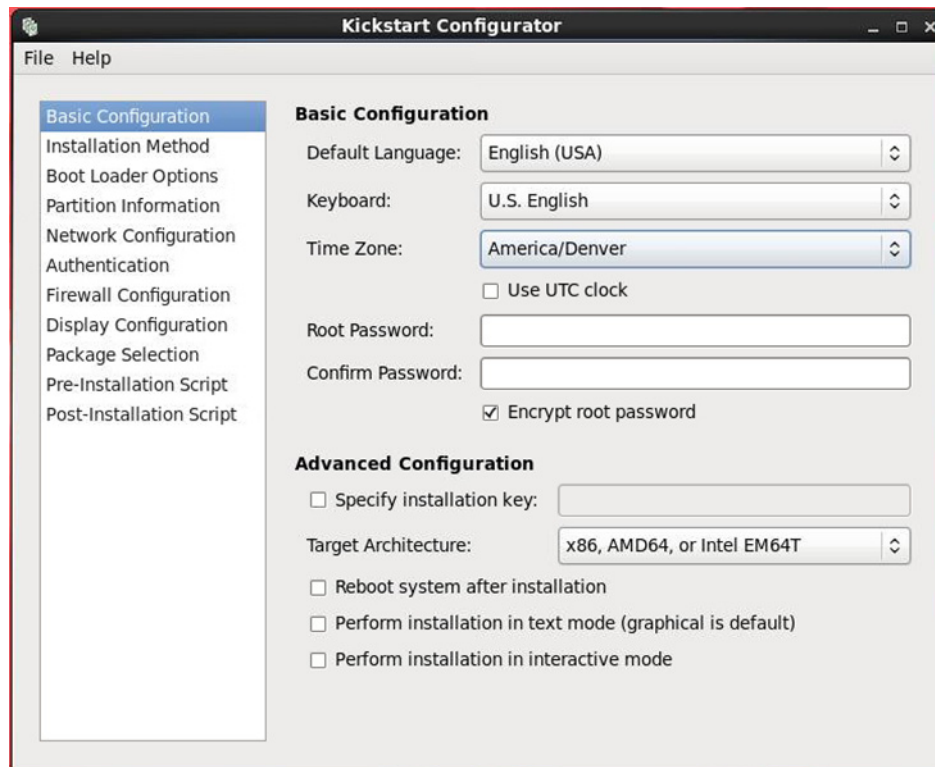 Kickstart Configurator
File Help
Basic Configuration
Installation Method
Boot Loader Options
Partition Information
Network Configuration
Authentication
Firewall Configuration
Display Configuration
Package Selection
Pre-Installation Script
Post-Installation Script
Basic Configuration
Default Language: English (USA)
Keyboard: U.S. English
Time Zone: America/Denver
Use UTC clock
Root Password:
Confirm Password:
Encrypt root password
Advanced Configuration
Specify installation key:
Target Architecture: x86, AMD64, or Intel EM64T
Reboot system after installation
Perform installation in text mode (graphical is default)
Perform installation in interactive mode